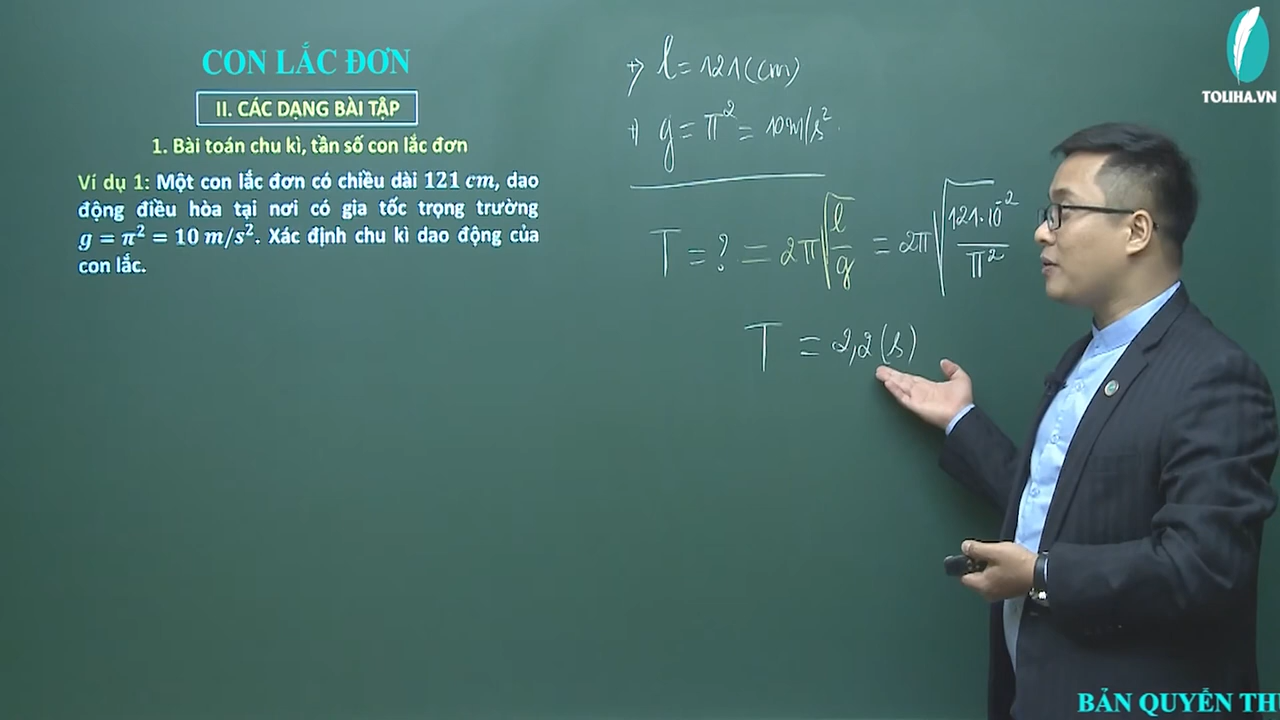 CON LẮC ĐƠN
II. CÁC DẠNG BÀI TẬP
1. Bài toán chu kì, tần số con lắc đơn
Ví dụ 1: Một con lắc đơn có chiều dài 121 cm, dao
động điều hòa tại nơi có gia tốc trọng trường
g = π² = 10 m/s². Xác định chu kì dao động của
con lắc.
+) l = 121 (cm)
+) g = π² = 10 m/s².
T = ? = 2π√(l/g) = 2π√(121.10⁻²/π²)
T = 2,2 (s)
TOLIHA.VN
BẢN QUYỀN TH